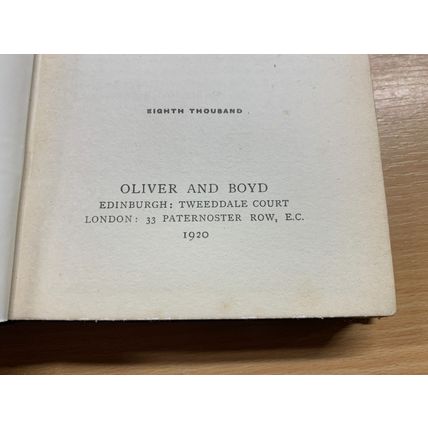 EIGHTH THOUSAND
OLIVER AND BOYD
EDINBURGH: TWEEDDALE COURT
LONDON: 33 PATERNOSTER ROW, E.C.
1920